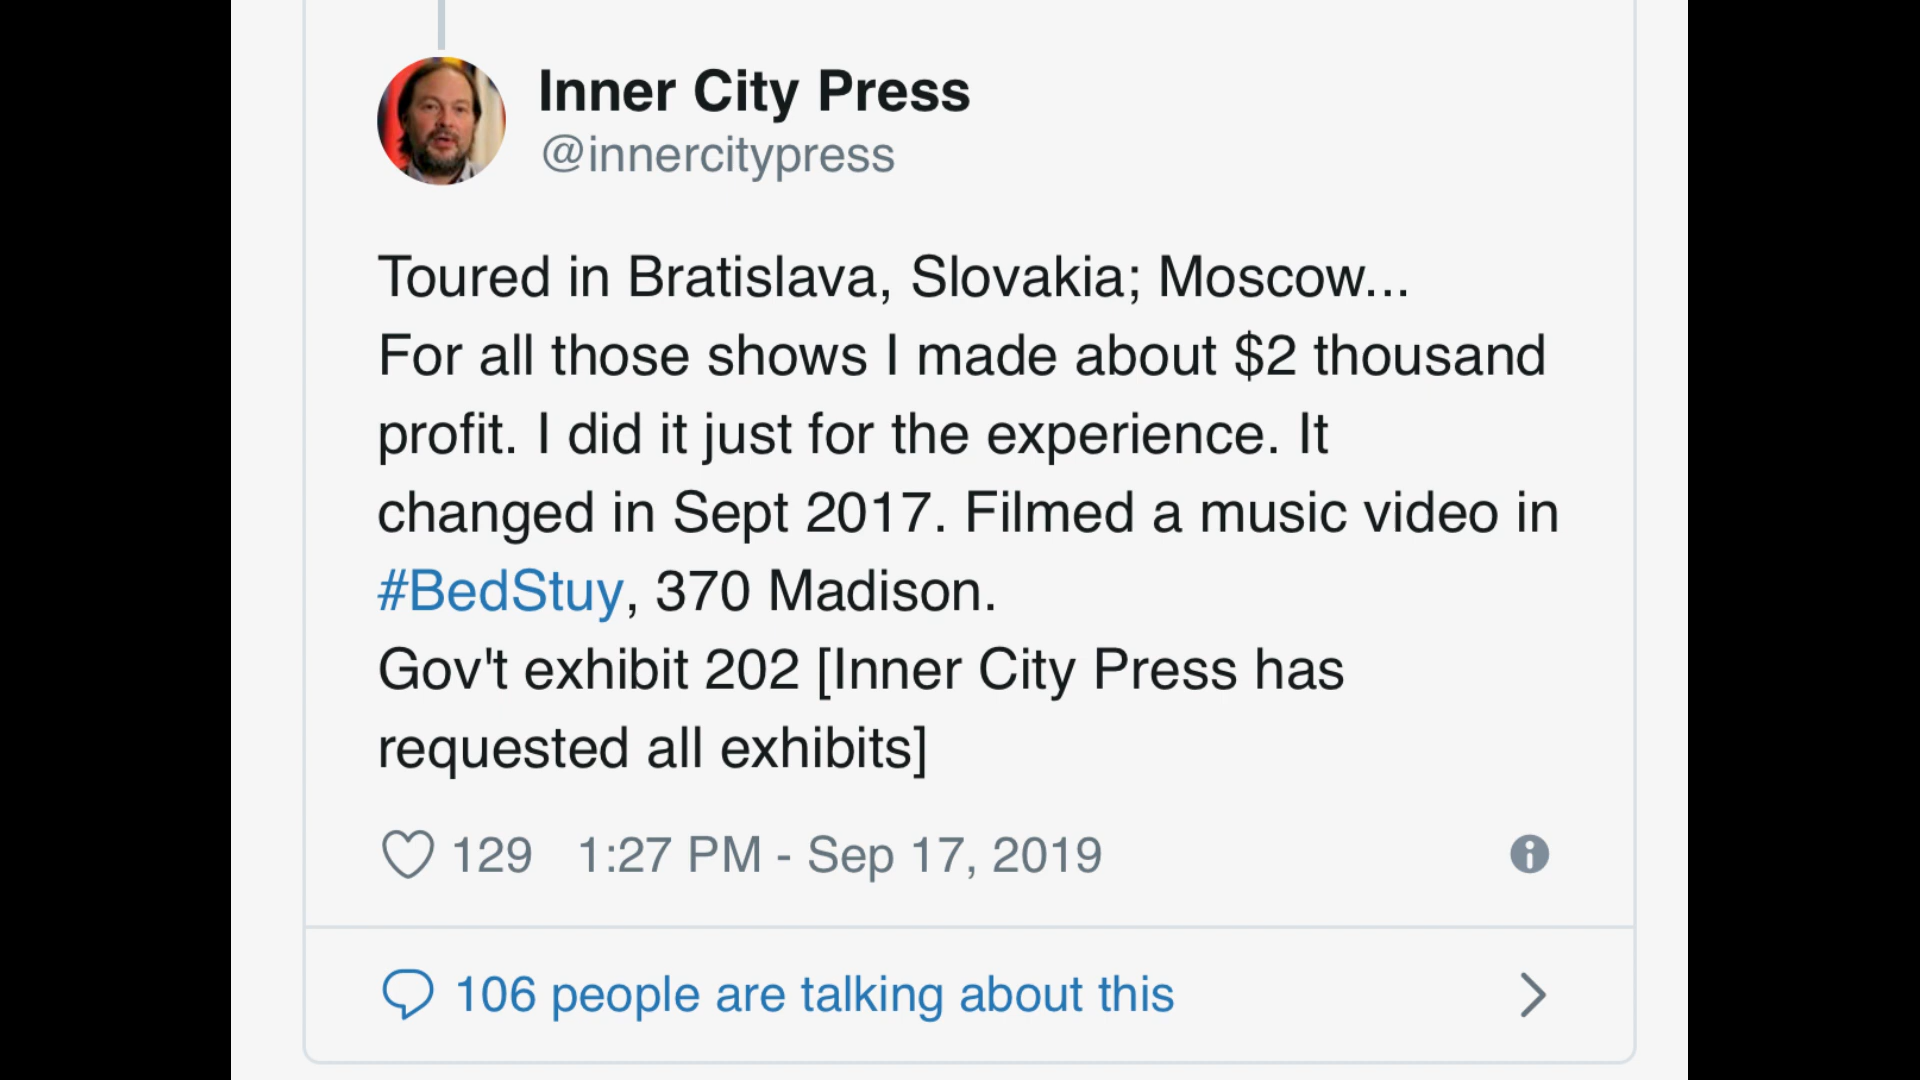 Inner City Press
@innercitypress
Toured in Bratislava, Slovakia; Moscow...
For all those shows I made about $2 thousand
profit. I did it just for the experience. It
changed in Sept 2017. Filmed a music video in
#BedStuy, 370 Madison.
Gov't exhibit 202 [Inner City Press has
requested all exhibits]
129 1:27 PM - Sep 17, 2019
106 people are talking about this